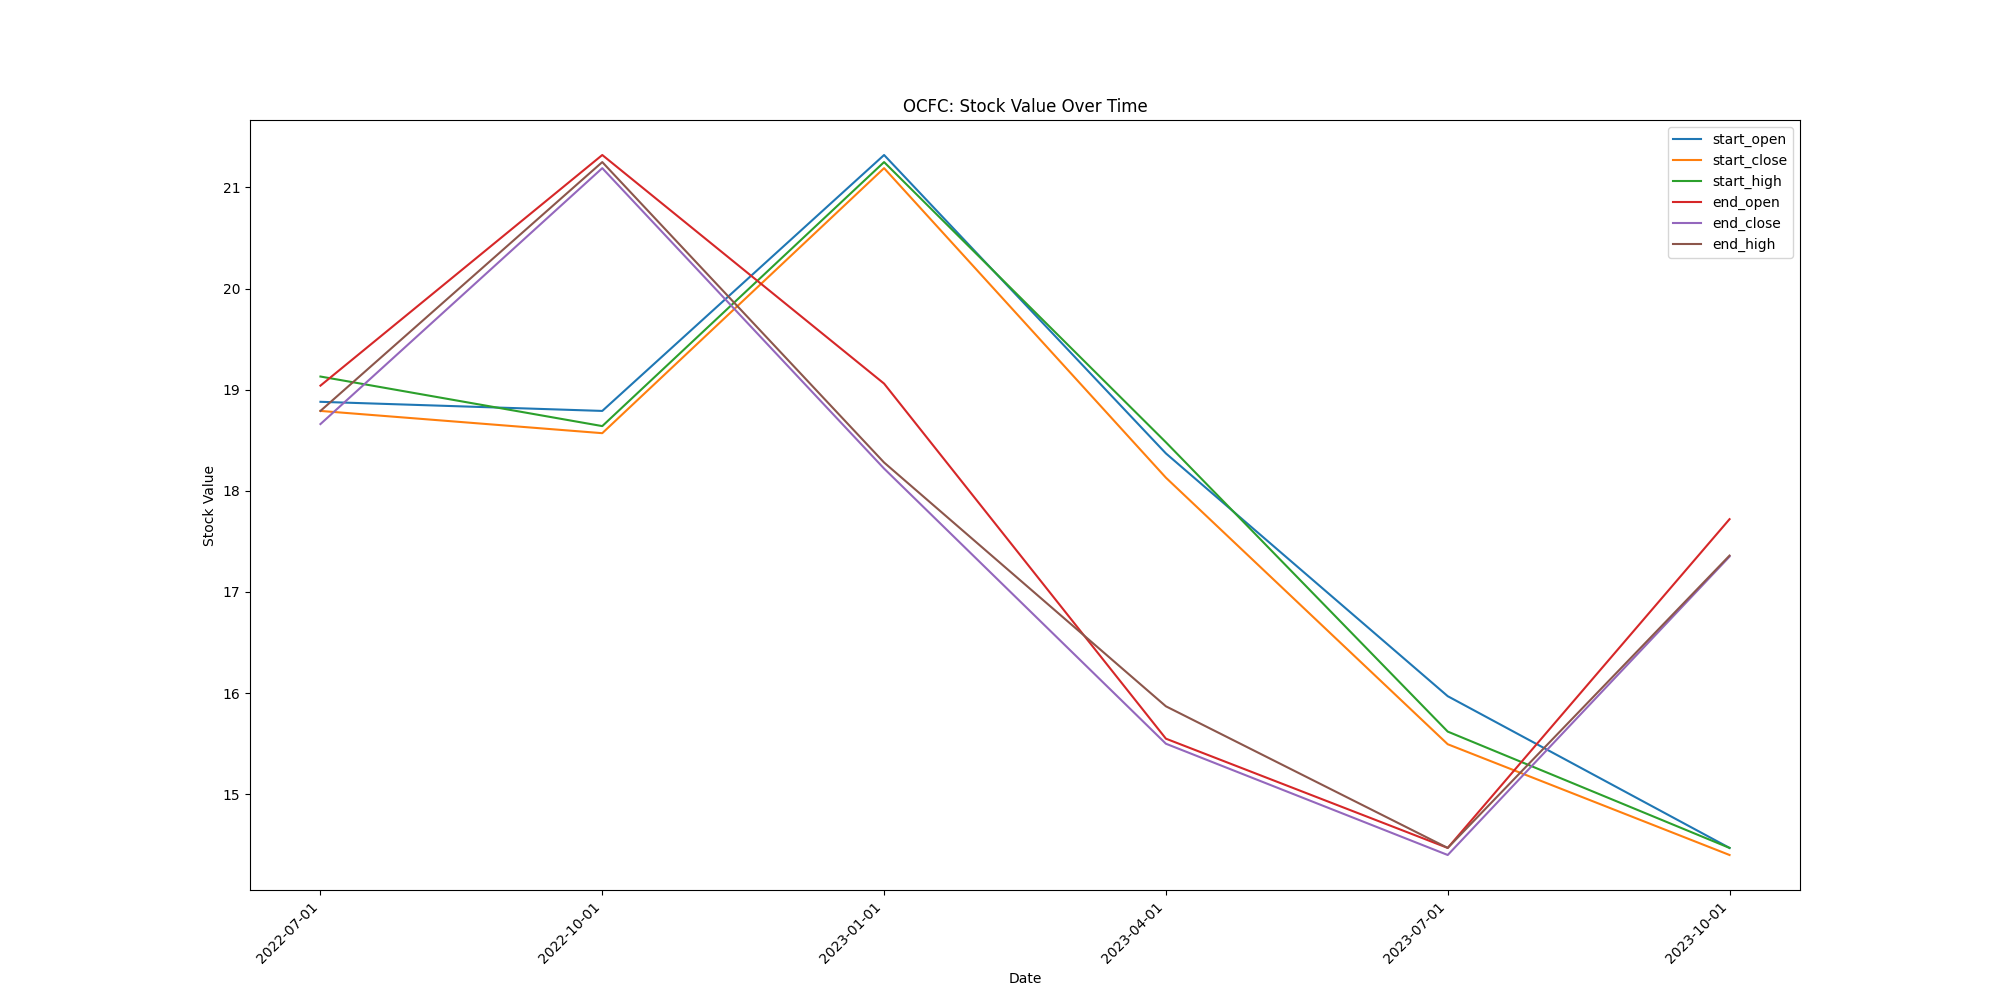 OCFC: Stock Value Over Time
start_open
start_close
start_high
end_open
end_close
end_high
Stock Value
21
20
19
18
17
16
15
2022-07-01
2022-10-01
2023-01-01
2023-04-01
2023-07-01
2023-10-01
Date